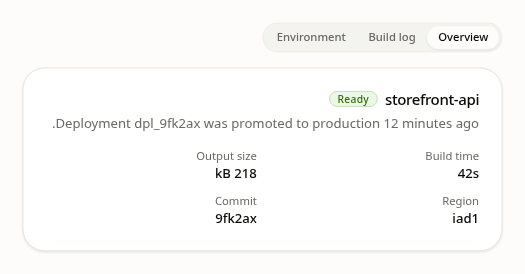 Overview Build log Environment
storefront-api Ready
.Deployment dpl_9fk2ax was promoted to production 12 minutes ago
Build time Output size
42s kB 218
Region Commit
iad1 9fk2ax